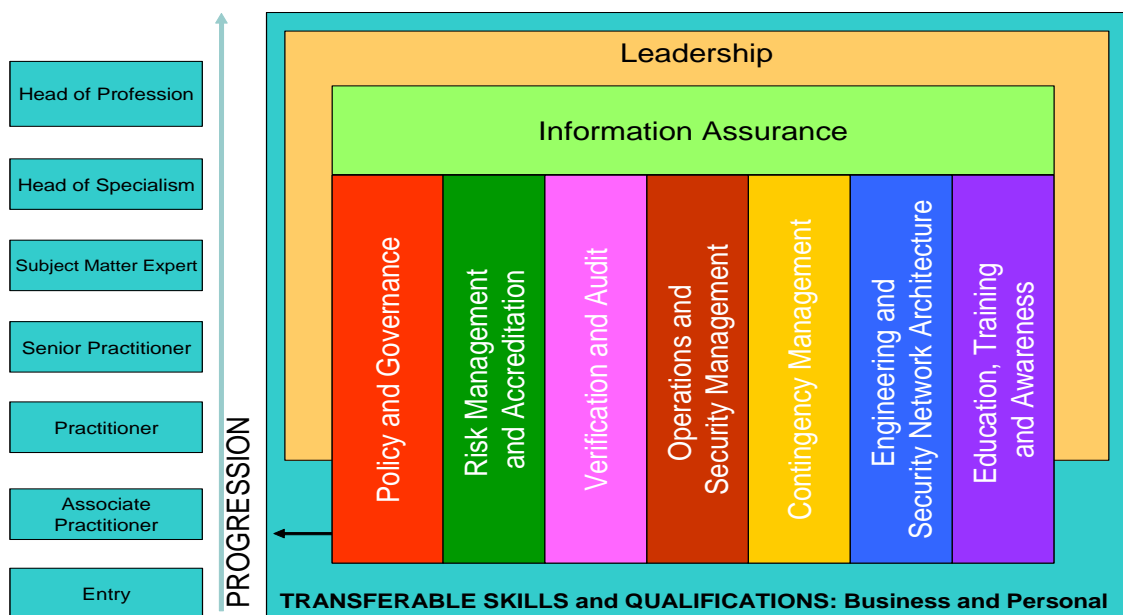 Head of Profession
Head of Specialism
Subject Matter Expert
Senior Practitioner
Practitioner
Associate
Practitioner
Entry
PROGRESSION
Leadership
Information Assurance
Policy and Governance
Risk Management
and Accreditation
Verification and Audit
Operations and
Security Management
Contingency Management
Engineering and
Security Network Architecture
Education, Training
and Awareness
TRANSFERABLE SKILLS and QUALIFICATIONS: Business and Personal